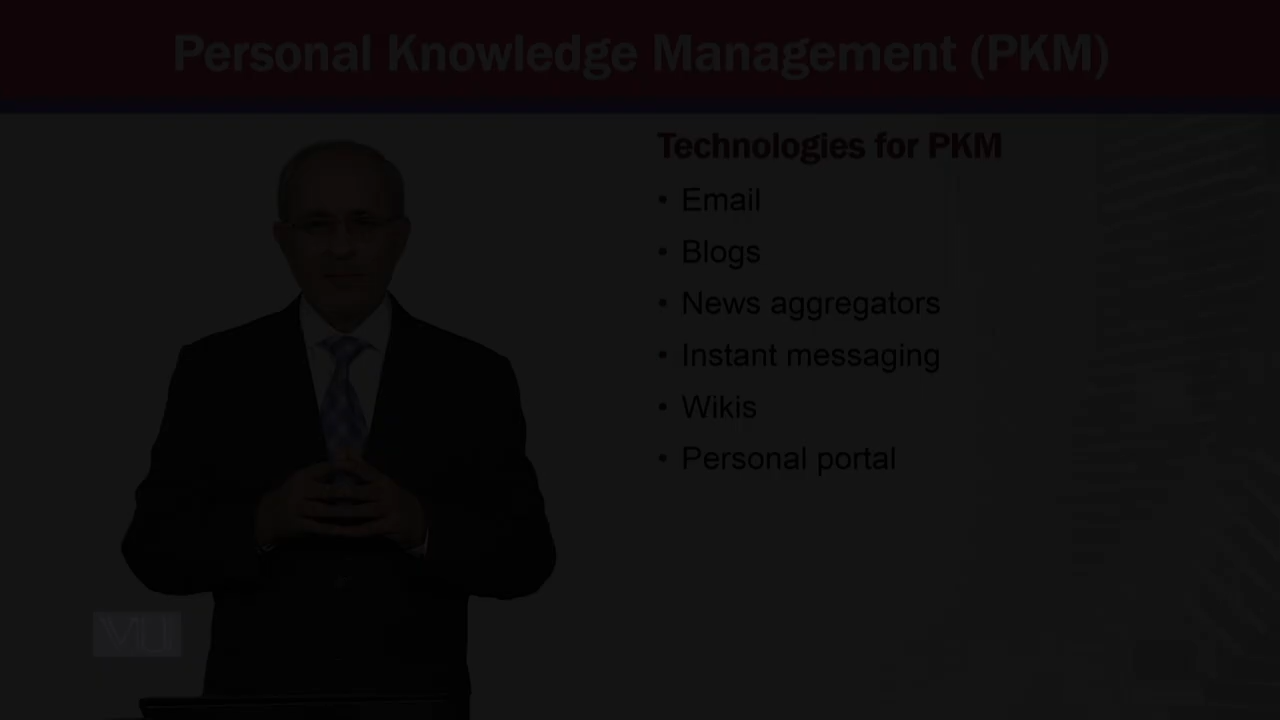 Personal Knowledge Management (PKM)
Technologies for PKM
• Email
• Blogs
• News aggregators
• Instant messaging
• Wikis
• Personal portal
VU